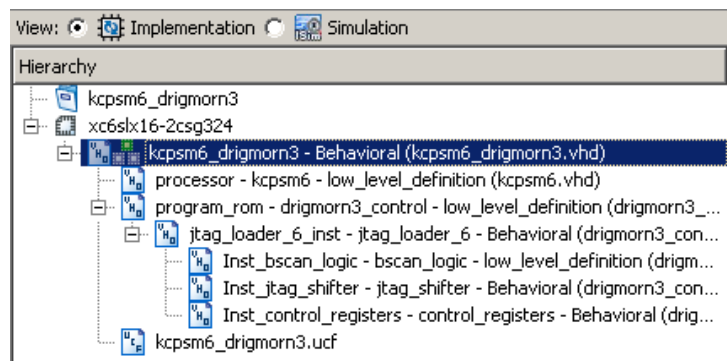 View: Implementation Simulation
Hierarchy
kcpsm6_drigmorn3
xc6slx16-2csg324
kcpsm6_drigmorn3 - Behavioral (kcpsm6_drigmorn3.vhd)
processor - kcpsm6 - low_level_definition (kcpsm6.vhd)
program_rom - drigmorn3_control - low_level_definition (drigmorn3_...
jtag_loader_6_inst - jtag_loader_6 - Behavioral (drigmorn3_con...
Inst_bscan_logic - bscan_logic - low_level_definition (drigm...
Inst_jtag_shifter - jtag_shifter - Behavioral (drigmorn3_con...
Inst_control_registers - control_registers - Behavioral (drig...
kcpsm6_drigmorn3.ucf